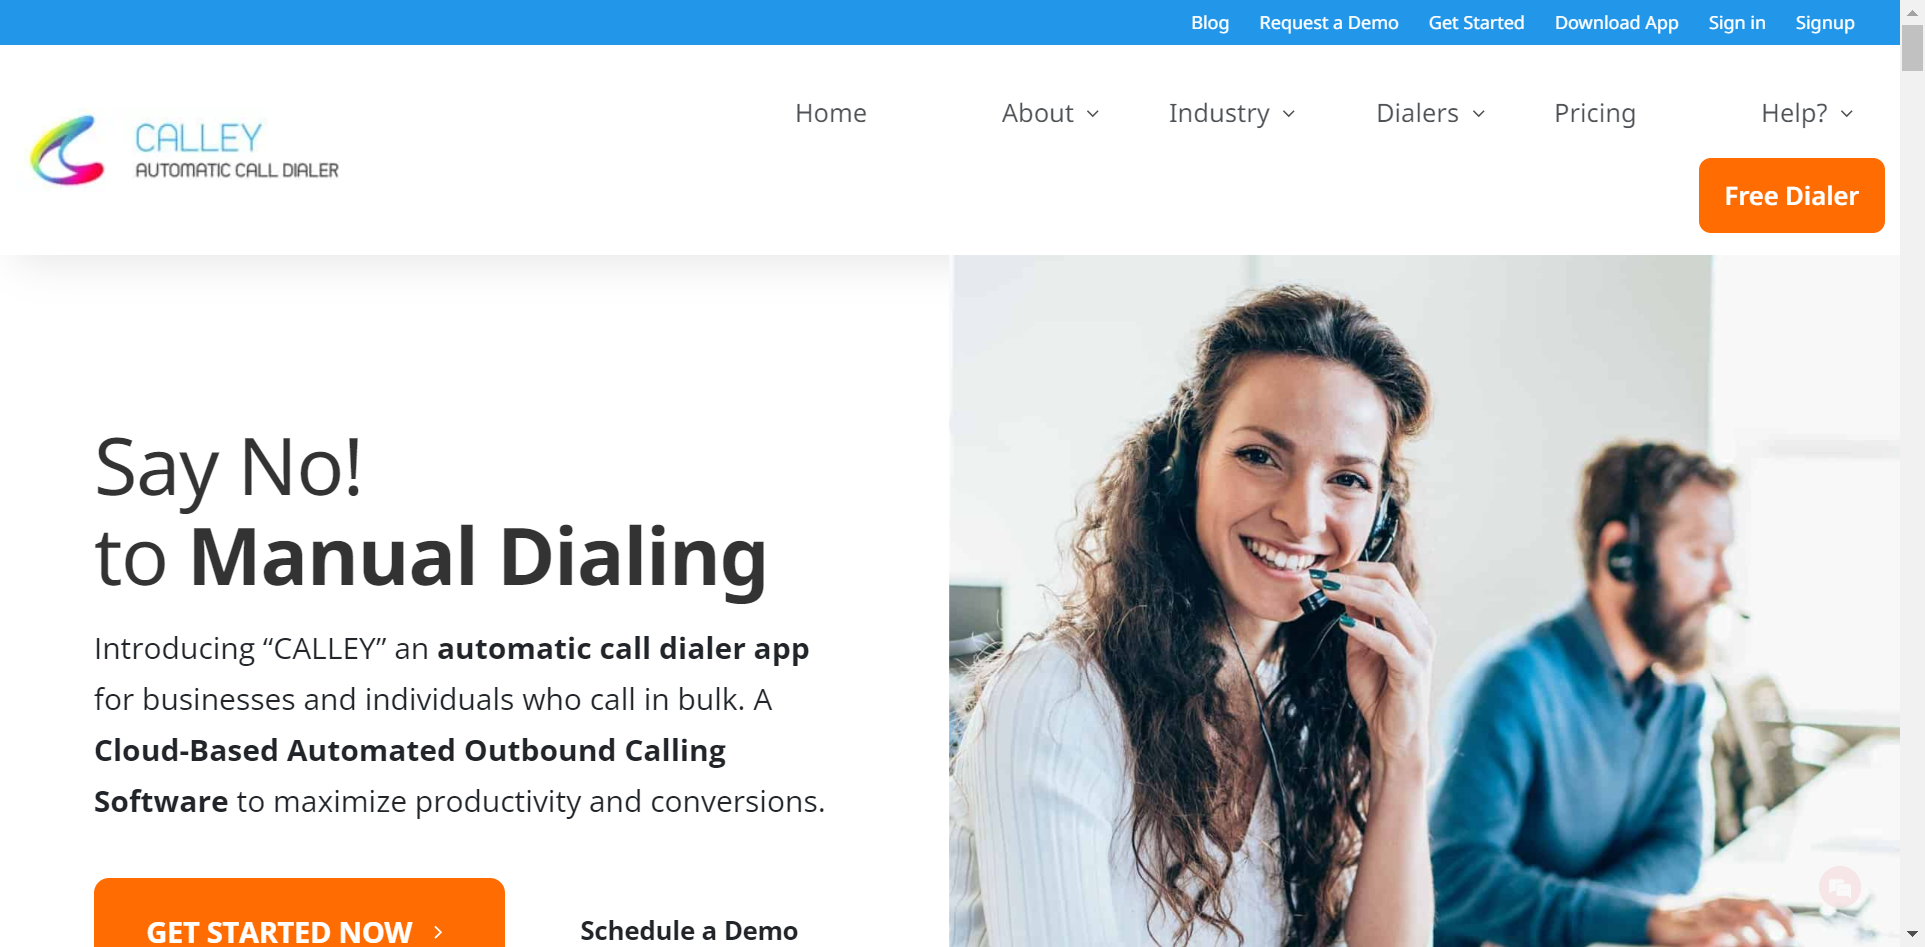 Blog Request a Demo Get Started Download App Sign in Signup
CALLEY
AUTOMATIC CALL DIALER
Home About Industry Dialers Pricing Help?
Free Dialer
Say No!
to Manual Dialing
Introducing “CALLEY” an automatic call dialer app
for businesses and individuals who call in bulk. A
Cloud-Based Automated Outbound Calling
Software to maximize productivity and conversions.
GET STARTED NOW
Schedule a Demo